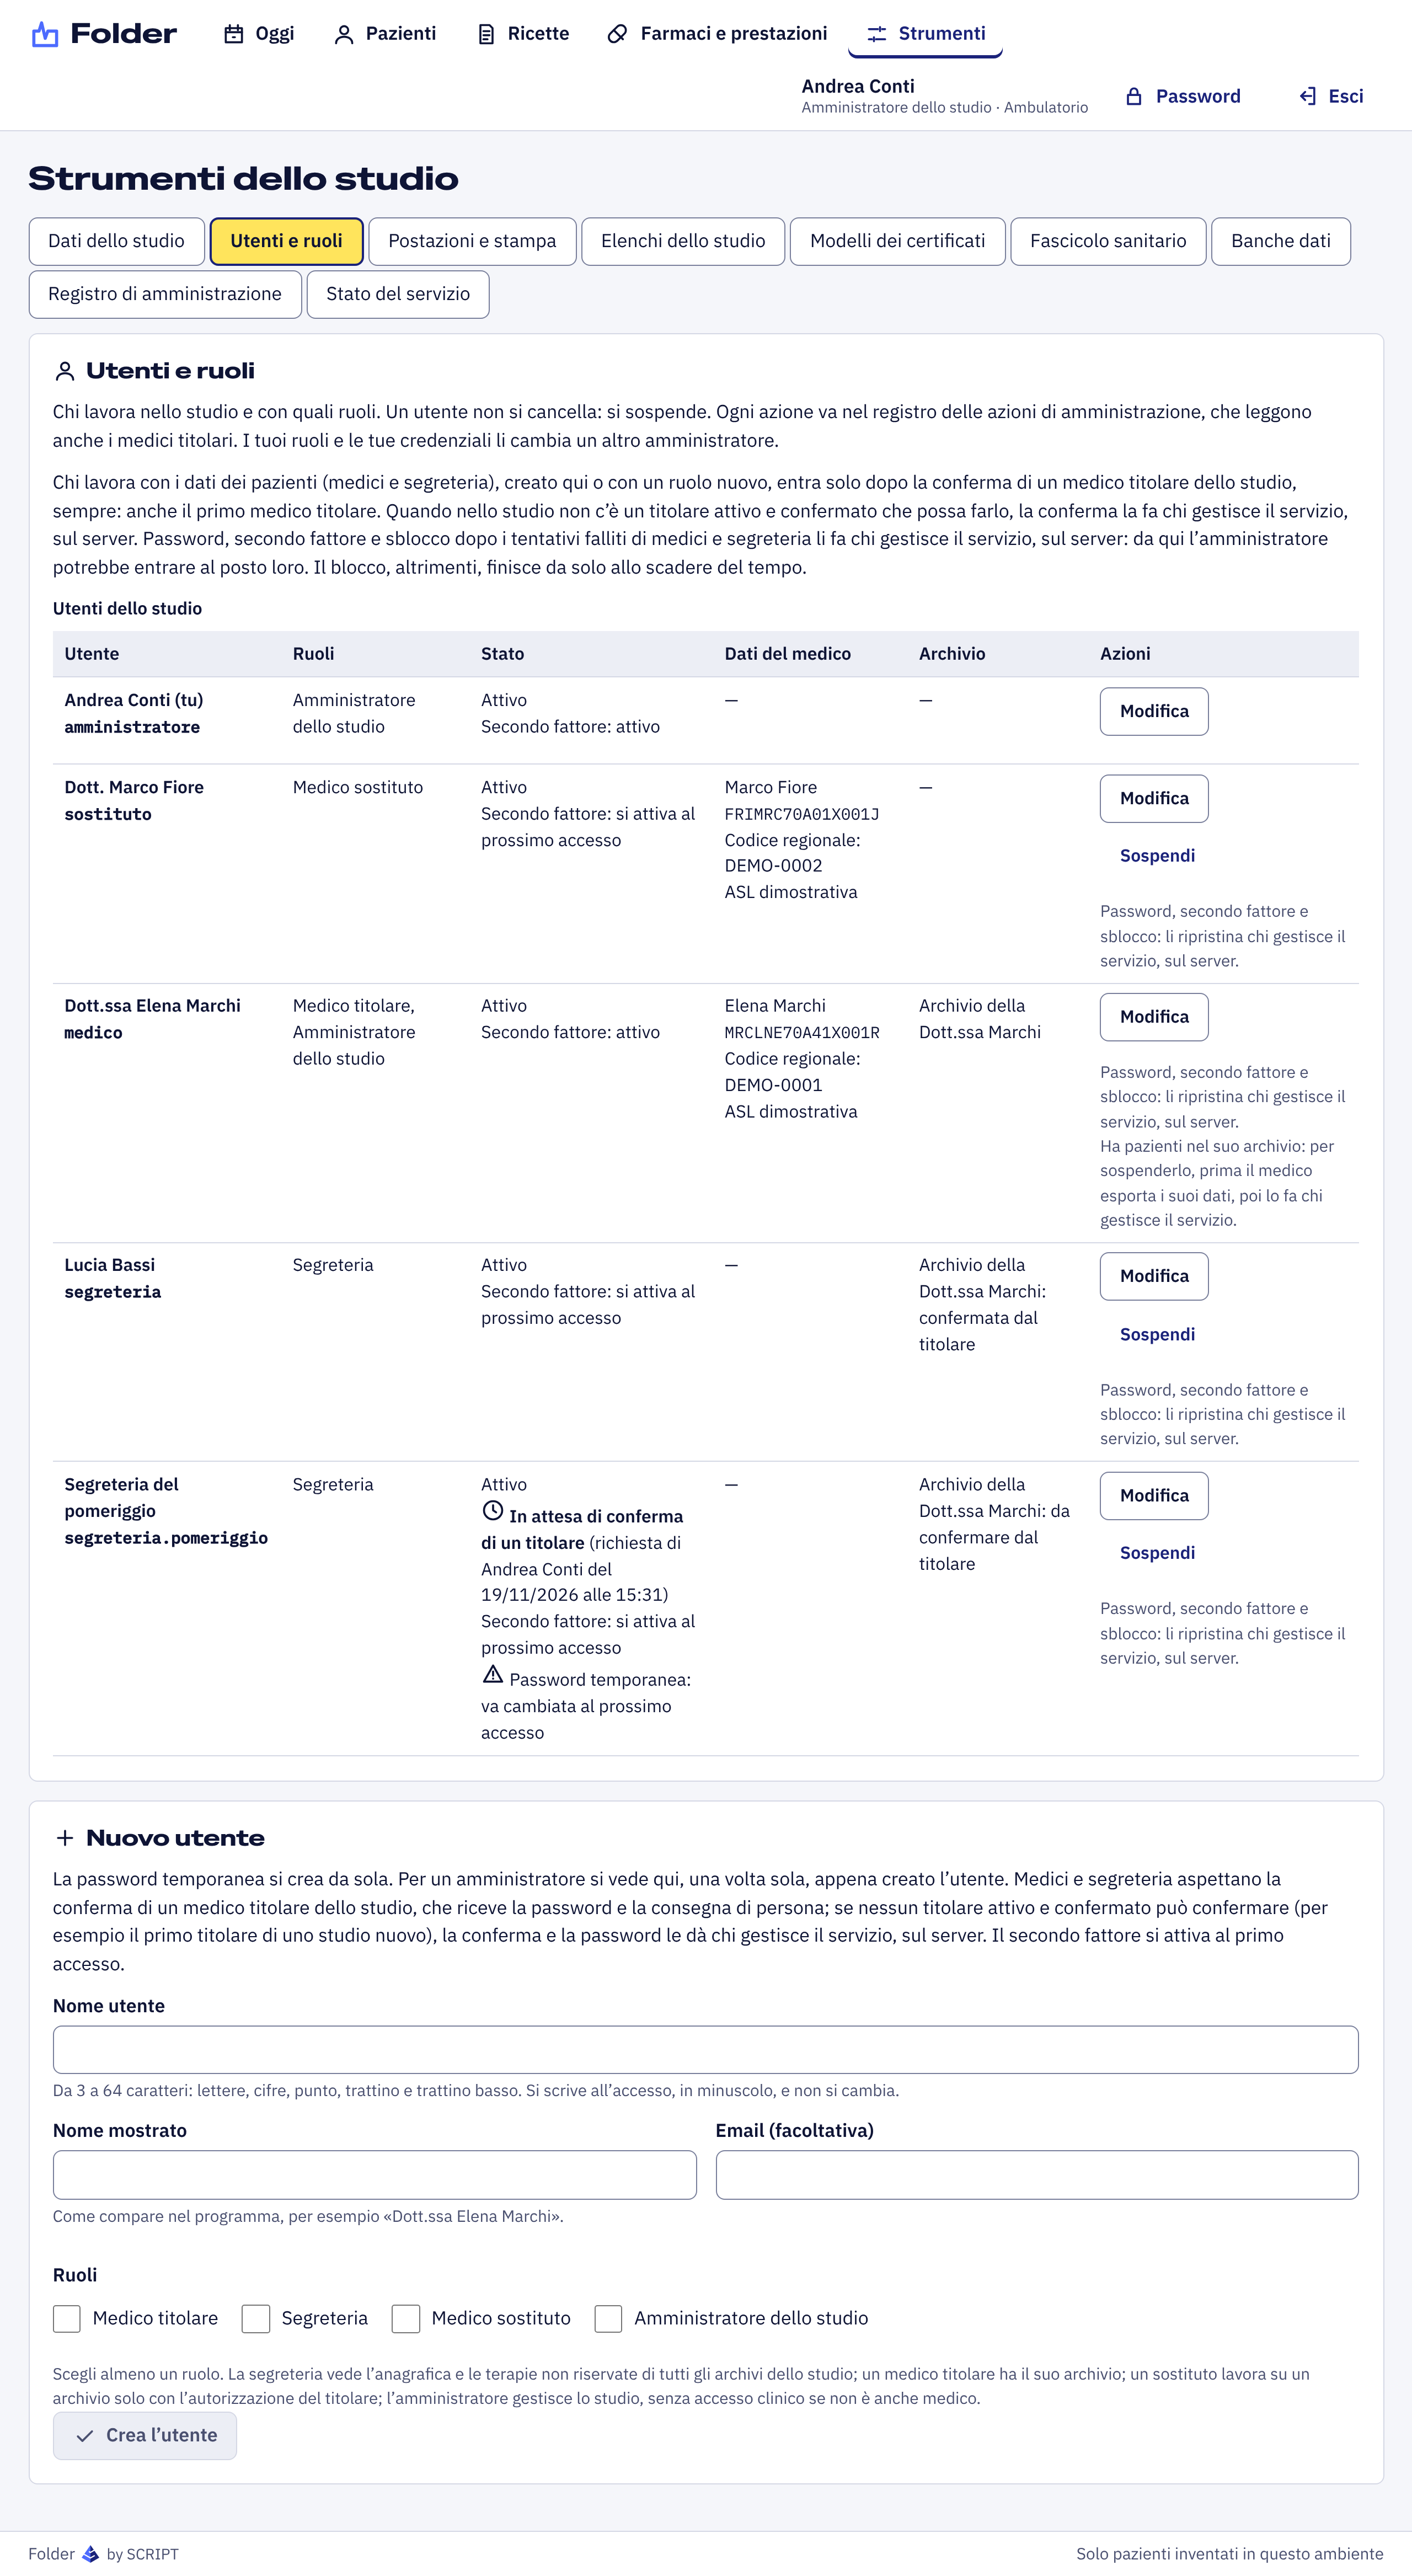 Folder
Oggi
Pazienti
Ricette
Farmaci e prestazioni
Strumenti
Andrea Conti
Amministratore dello studio · Ambulatorio
Password
Esci
Strumenti dello studio
Dati dello studio
Utenti e ruoli
Postazioni e stampa
Elenchi dello studio
Modelli dei certificati
Fascicolo sanitario
Banche dati
Registro di amministrazione
Stato del servizio
Utenti e ruoli
Chi lavora nello studio e con quali ruoli. Un utente non si cancella: si sospende. Ogni azione va nel registro delle azioni di amministrazione, che leggono
anche i medici titolari. I tuoi ruoli e le tue credenziali li cambia un altro amministratore.
Chi lavora con i dati dei pazienti (medici e segreteria), creato qui o con un ruolo nuovo, entra solo dopo la conferma di un medico titolare dello studio,
sempre: anche il primo medico titolare. Quando nello studio non c’è un titolare attivo e confermato che possa farlo, la conferma la fa chi gestisce il servizio,
sul server. Password, secondo fattore e sblocco dopo i tentativi falliti di medici e segreteria li fa chi gestisce il servizio, sul server: da qui l’amministratore
potrebbe entrare al posto loro. Il blocco, altrimenti, finisce da solo allo scadere del tempo.
Utenti dello studio
Utente
Ruoli
Stato
Dati del medico
Archivio
Azioni
Andrea Conti (tu)
amministratore
Amministratore
dello studio
Attivo
Secondo fattore: attivo
—
—
Modifica
Dott. Marco Fiore
sostituto
Medico sostituto
Attivo
Secondo fattore: si attiva al
prossimo accesso
Marco Fiore
FRIMRC70A01X001J
Codice regionale:
DEMO-0002
ASL dimostrativa
—
Modifica
Sospendi
Password, secondo fattore e
sblocco: li ripristina chi gestisce il
servizio, sul server.
Dott.ssa Elena Marchi
medico
Medico titolare,
Amministratore
dello studio
Attivo
Secondo fattore: attivo
Elena Marchi
MRCLNE70A41X001R
Codice regionale:
DEMO-0001
ASL dimostrativa
Archivio della
Dott.ssa Marchi
Modifica
Password, secondo fattore e
sblocco: li ripristina chi gestisce il
servizio, sul server.
Ha pazienti nel suo archivio: per
sospenderlo, prima il medico
esporta i suoi dati, poi lo fa chi
gestisce il servizio.
Lucia Bassi
segreteria
Segreteria
Attivo
Secondo fattore: si attiva al
prossimo accesso
—
Archivio della
Dott.ssa Marchi:
confermata dal
titolare
Modifica
Sospendi
Password, secondo fattore e
sblocco: li ripristina chi gestisce il
servizio, sul server.
Segreteria del
pomeriggio
segreteria.pomeriggio
Segreteria
Attivo
In attesa di conferma
di un titolare (richiesta di
Andrea Conti del
19/11/2026 alle 15:31)
Secondo fattore: si attiva al
prossimo accesso
Password temporanea:
va cambiata al prossimo
accesso
—
Archivio della
Dott.ssa Marchi: da
confermare dal
titolare
Modifica
Sospendi
Password, secondo fattore e
sblocco: li ripristina chi gestisce il
servizio, sul server.
Nuovo utente
La password temporanea si crea da sola. Per un amministratore si vede qui, una volta sola, appena creato l’utente. Medici e segreteria aspettano la
conferma di un medico titolare dello studio, che riceve la password e la consegna di persona; se nessun titolare attivo e confermato può confermare (per
esempio il primo titolare di uno studio nuovo), la conferma e la password le dà chi gestisce il servizio, sul server. Il secondo fattore si attiva al primo
accesso.
Nome utente
Da 3 a 64 caratteri: lettere, cifre, punto, trattino e trattino basso. Si scrive all’accesso, in minuscolo, e non si cambia.
Nome mostrato
Email (facoltativa)
Come compare nel programma, per esempio «Dott.ssa Elena Marchi».
Ruoli
Medico titolare
Segreteria
Medico sostituto
Amministratore dello studio
Scegli almeno un ruolo. La segreteria vede l’anagrafica e le terapie non riservate di tutti gli archivi dello studio; un medico titolare ha il suo archivio; un sostituto lavora su un
archivio solo con l’autorizzazione del titolare; l’amministratore gestisce lo studio, senza accesso clinico se non è anche medico.
Crea l’utente
Folder by SCRIPT
Solo pazienti inventati in questo ambiente